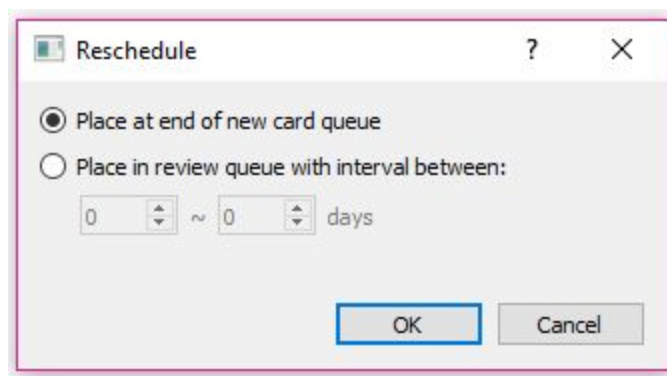 Reschedule ?
Place at end of new card queue
Place in review queue with interval between:
0 ~ 0 days
OK Cancel